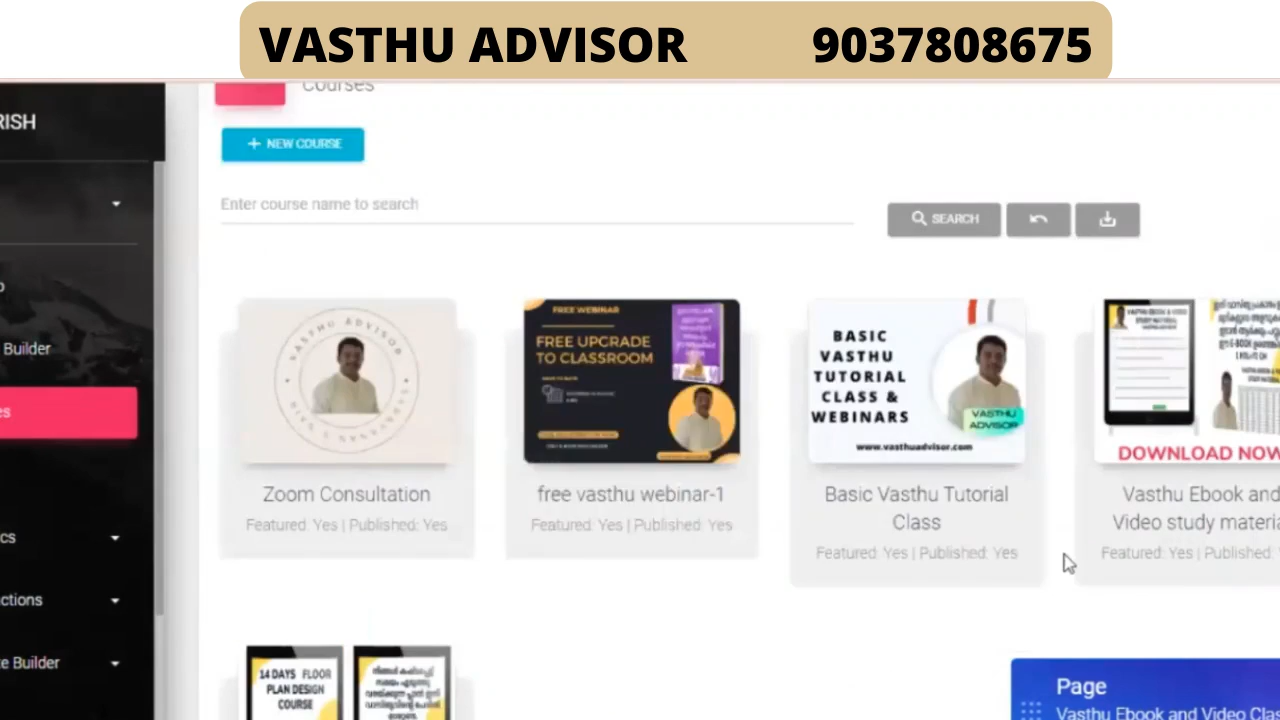 VASTHU ADVISOR 9037808675
Courses
RISH
+ NEW COURSE
Enter course name to search
SEARCH
Builder
es
cs
ctions
te Builder
VASTHU ADVISOR
Zoom Consultation
Featured: Yes | Published: Yes
FREE WEBINAR
FREE UPGRADE
TO CLASSROOM
free vasthu webinar-1
Featured: Yes | Published: Yes
BASIC
VASTHU
TUTORIAL
CLASS &
WEBINARS
VASTHU
ADVISOR
www.vasthuadvisor.com
Basic Vasthu Tutorial
Class
Featured: Yes | Published: Yes
DOWNLOAD NOW
Vasthu Ebook and
Video study materia
Featured: Yes | Published:
14 DAYS FLOOR
PLAN DESIGN
COURSE
Page
Vasthu Ebook and Video Clas